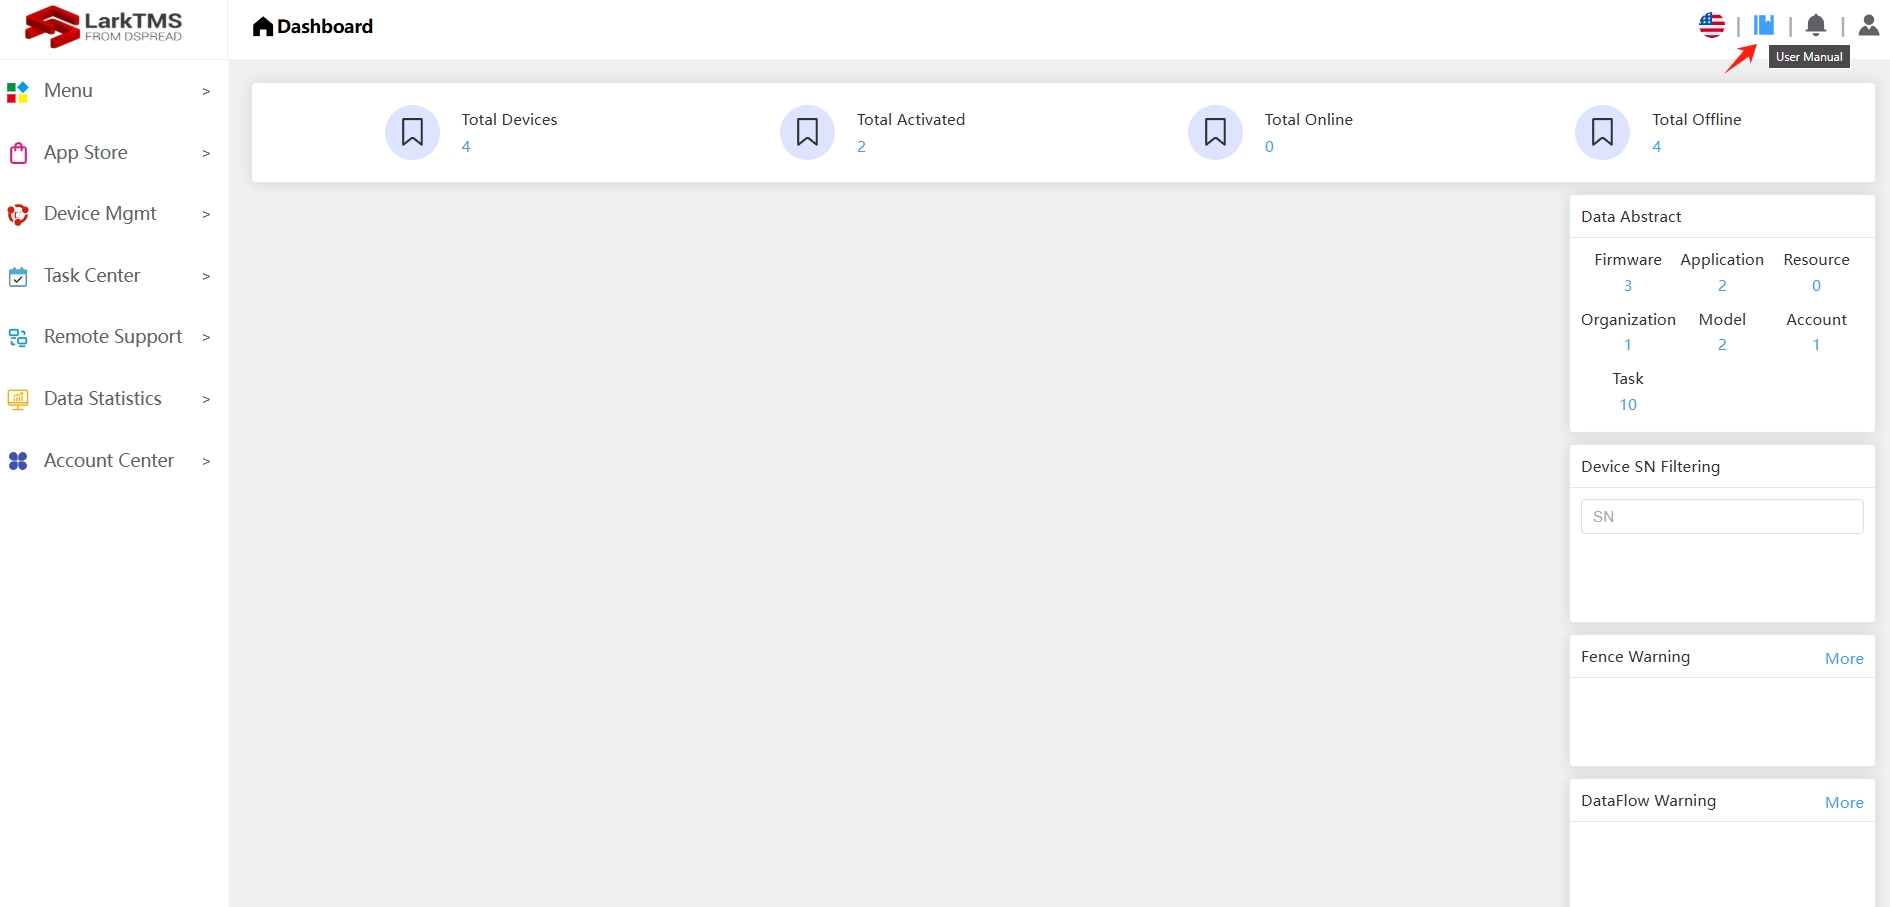 LarkTMS
FROM DSPREAD
Dashboard
User Manual
Menu >
App Store >
Device Mgmt >
Task Center >
Remote Support >
Data Statistics >
Account Center >
Total Devices
4
Total Activated
2
Total Online
0
Total Offline
4
Data Abstract
Firmware Application Resource
3 2 0
Organization Model Account
1 2 1
Task
10
Device SN Filtering
SN
Fence Warning More
DataFlow Warning More